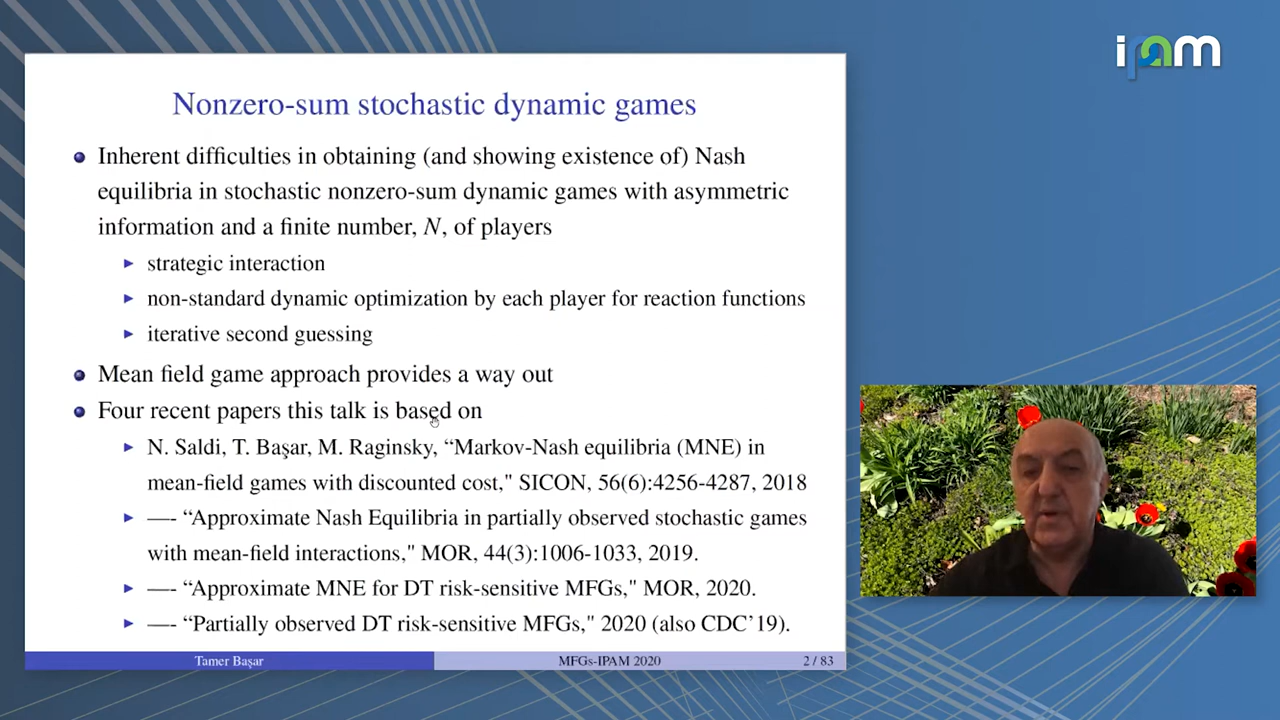 ipam
Nonzero-sum stochastic dynamic games
Inherent difficulties in obtaining (and showing existence of) Nash
equilibria in stochastic nonzero-sum dynamic games with asymmetric
information and a finite number, N, of players
strategic interaction
non-standard dynamic optimization by each player for reaction functions
iterative second guessing
Mean field game approach provides a way out
Four recent papers this talk is based on
N. Saldi, T. Başar, M. Raginsky, “Markov-Nash equilibria (MNE) in
mean-field games with discounted cost," SICON, 56(6):4256-4287, 2018
—- “Approximate Nash Equilibria in partially observed stochastic games
with mean-field interactions," MOR, 44(3):1006-1033, 2019.
—- “Approximate MNE for DT risk-sensitive MFGs," MOR, 2020.
—- “Partially observed DT risk-sensitive MFGs," 2020 (also CDC’19).
Tamer Başar MFGs-IPAM 2020 2 / 83